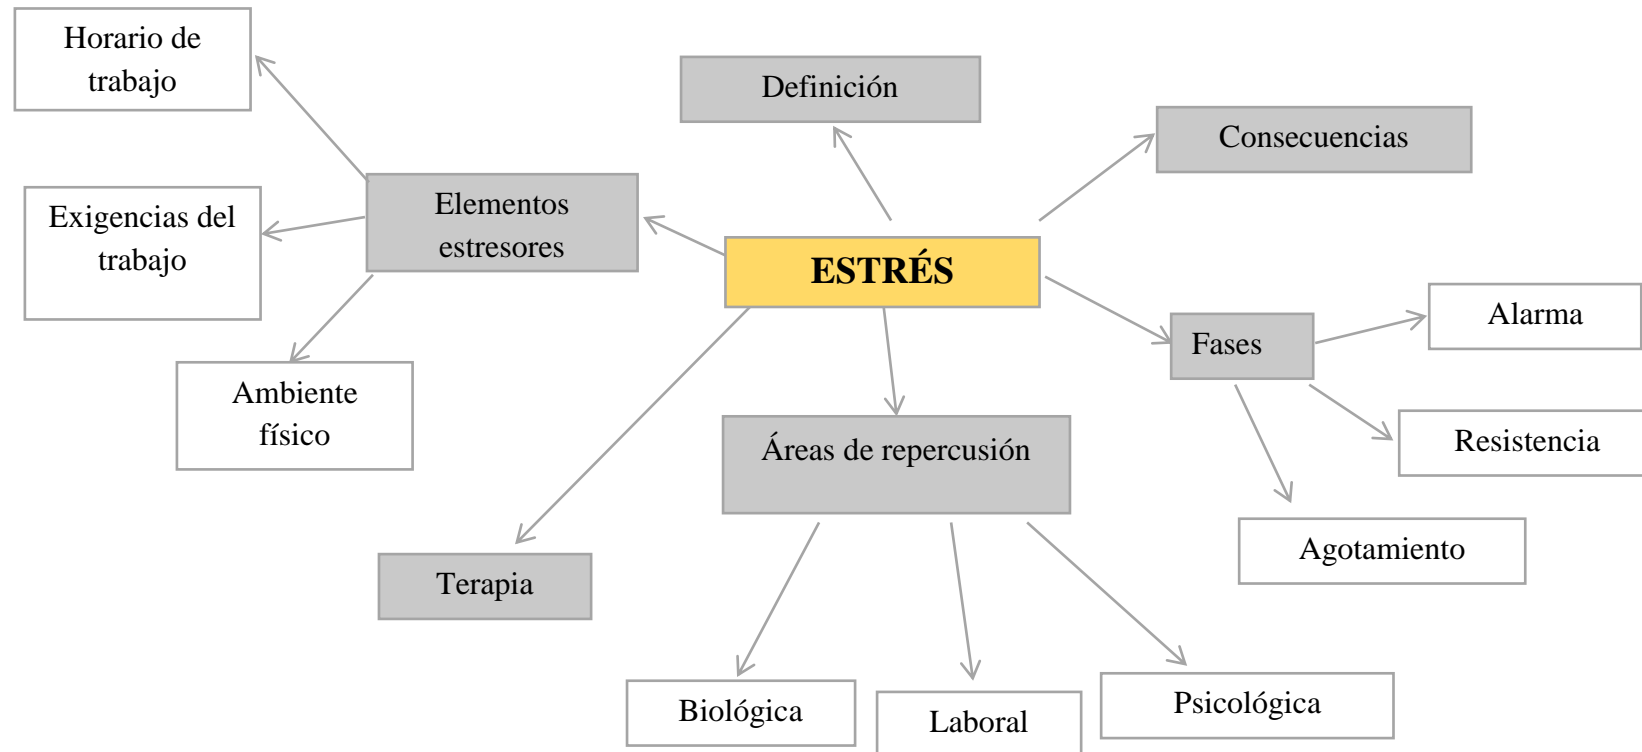 Horario de
trabajo
Definición
Consecuencias
Elementos
estresores
Exigencias del
trabajo
ESTRÉS
Alarma
Fases
Ambiente
físico
Resistencia
Áreas de repercusión
Agotamiento
Terapia
Biológica
Laboral
Psicológica